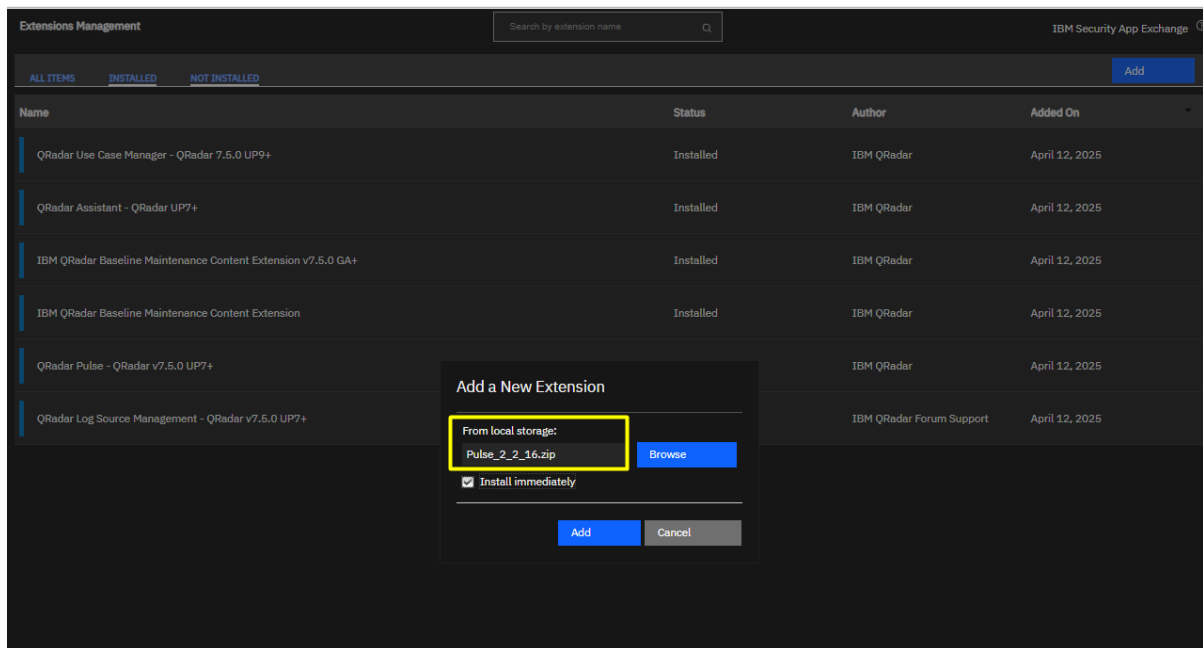 Extensions Management
Search by extension name
IBM Security App Exchange
ALL ITEMS INSTALLED NOT INSTALLED
Add
Name Status Author Added On
QRadar Use Case Manager - QRadar 7.5.0 UP9+ Installed IBM QRadar April 12, 2025
QRadar Assistant - QRadar UP7+ Installed IBM QRadar April 12, 2025
IBM QRadar Baseline Maintenance Content Extension v7.5.0 GA+ Installed IBM QRadar April 12, 2025
IBM QRadar Baseline Maintenance Content Extension Installed IBM QRadar April 12, 2025
QRadar Pulse - QRadar v7.5.0 UP7+ IBM QRadar April 12, 2025
QRadar Log Source Management - QRadar v7.5.0 UP7+ IBM QRadar Forum Support April 12, 2025
Add a New Extension
From local storage:
Pulse_2_2_16.zip Browse
Install immediately
Add Cancel